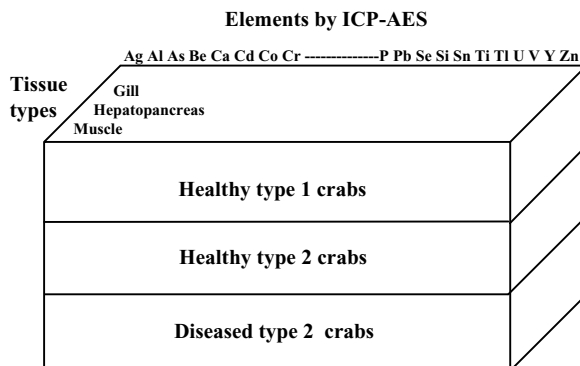 Elements by ICP-AES
Ag Al As Be Ca Cd Co Cr --------------P Pb Se Si Sn Ti Tl U V Y Zn
Tissue
types
Gill
Hepatopancreas
Muscle
Healthy type 1 crabs
Healthy type 2 crabs
Diseased type 2 crabs